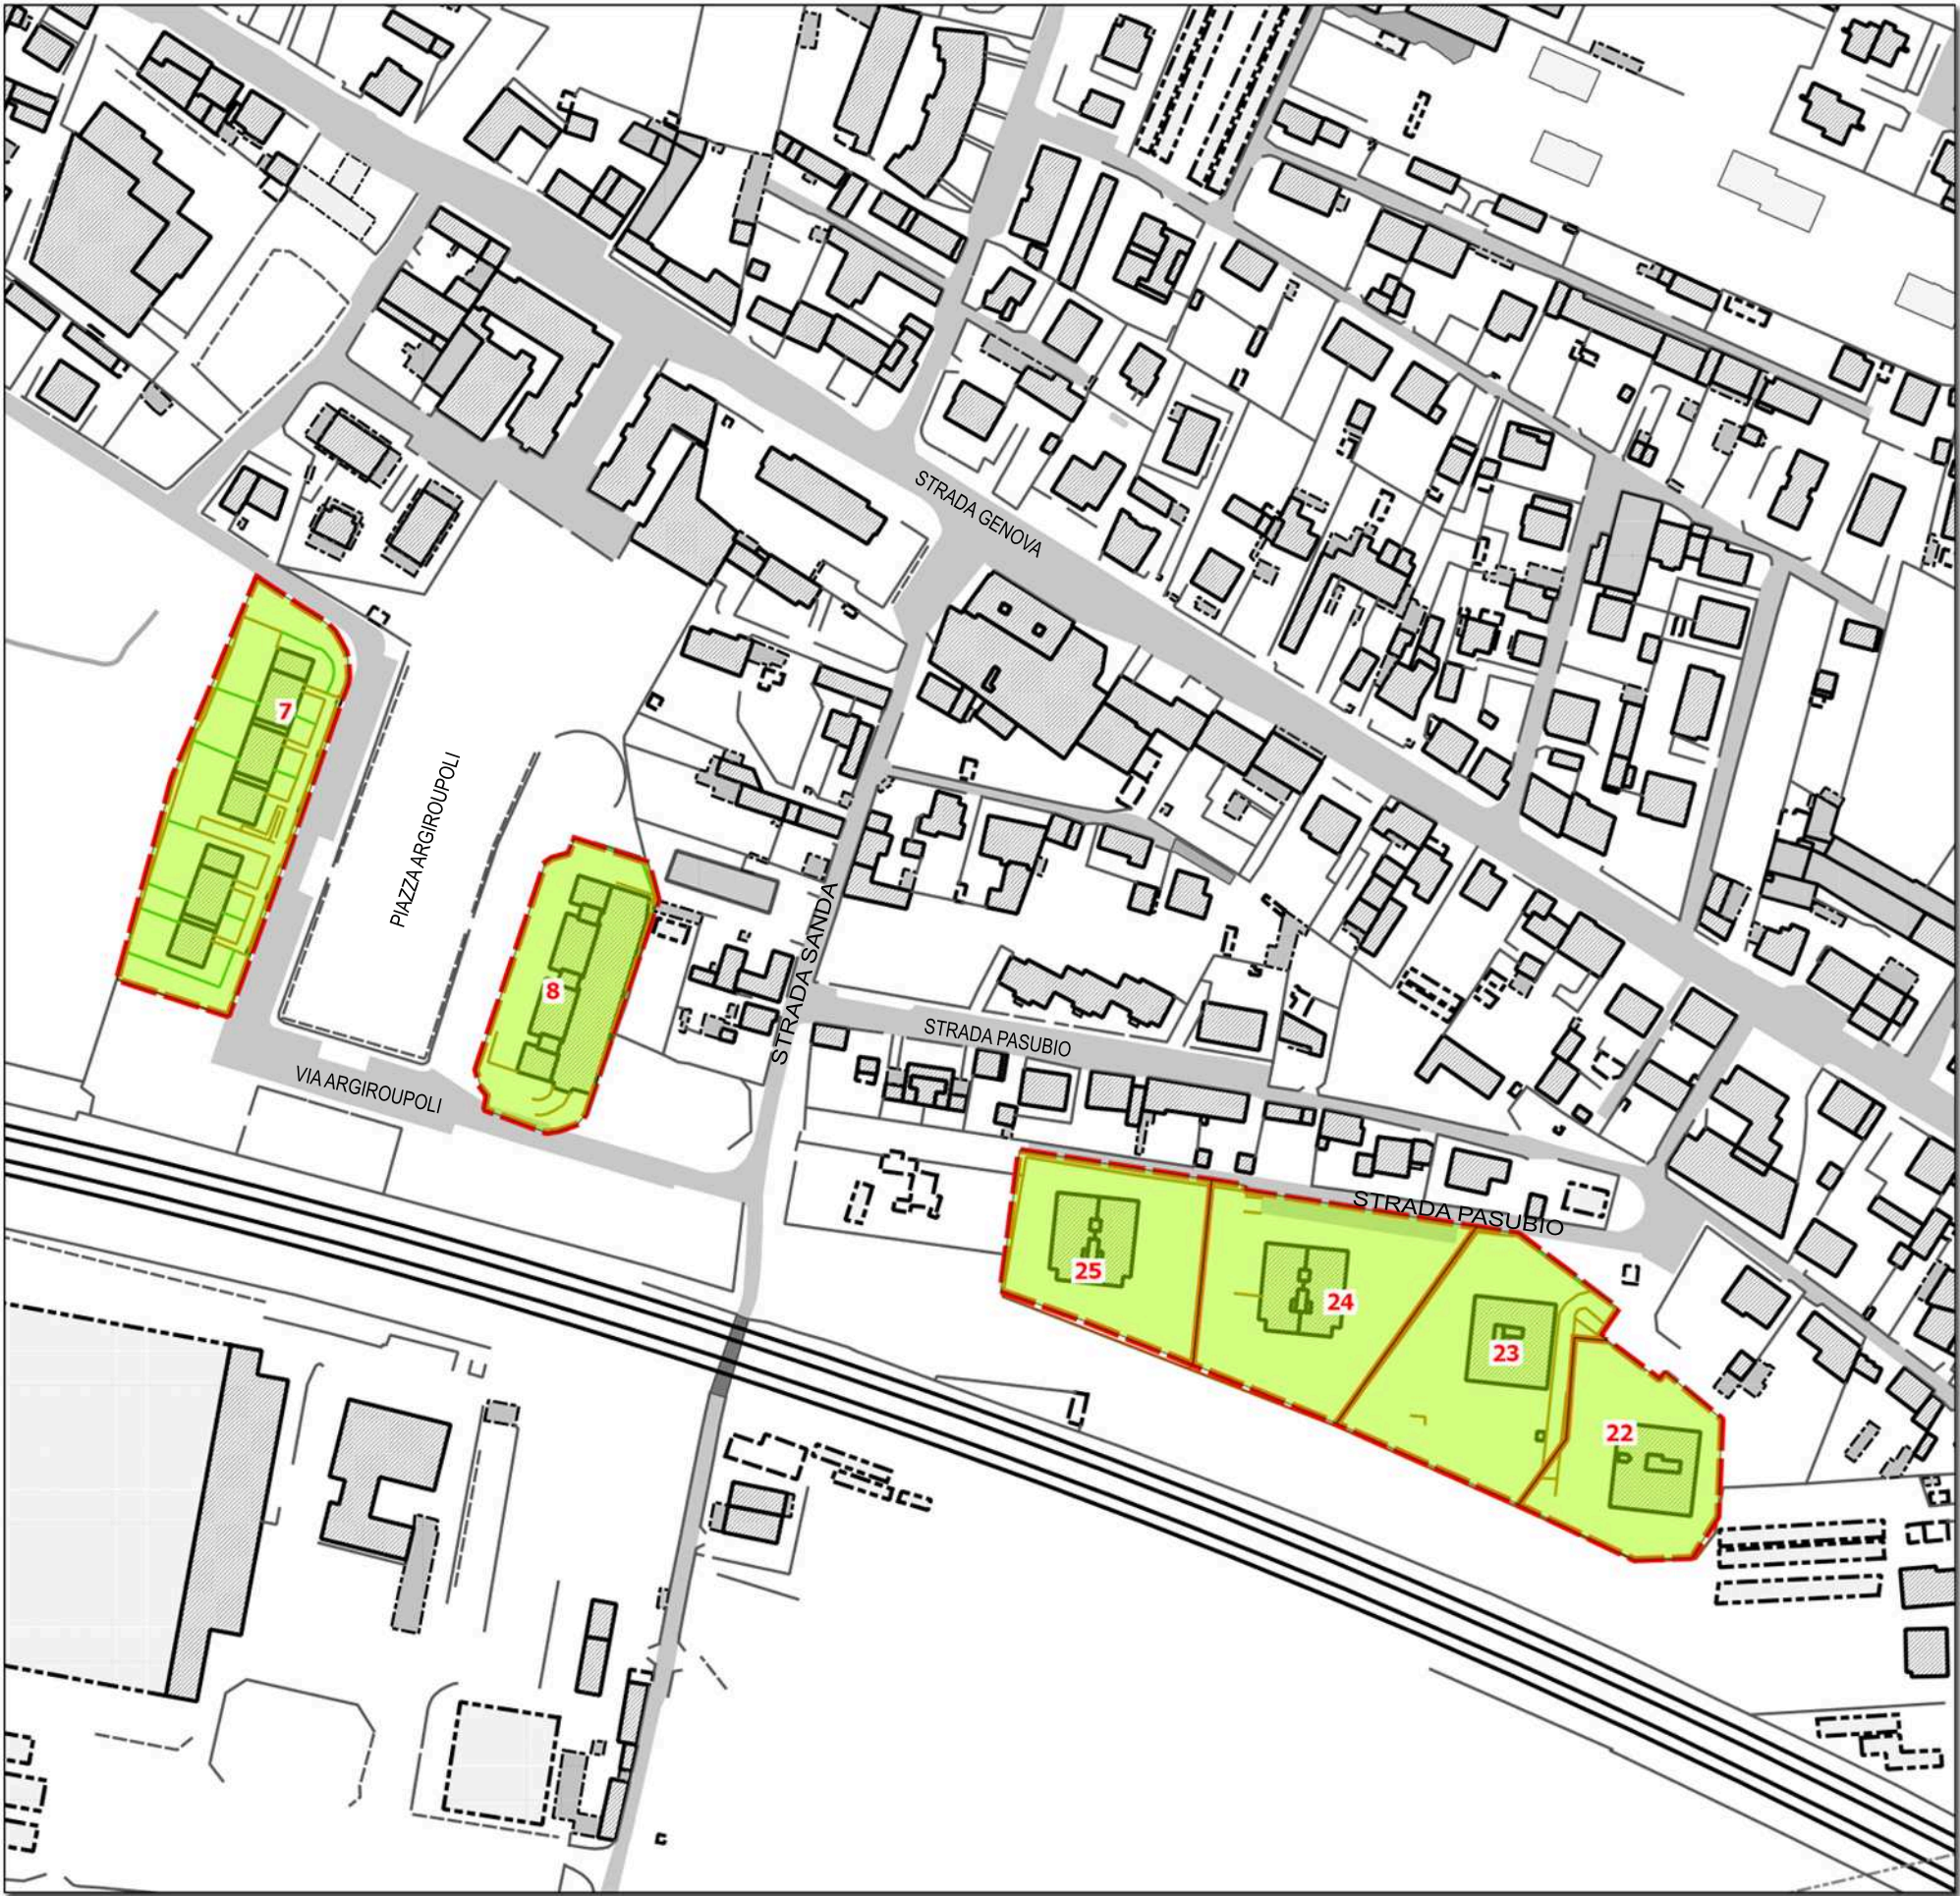 STRADA GENOVA
7
PIAZZA ARGIROUPOLI
8
STRADA SANDA
STRADA PASUBIO
VIA ARGIROUPOLI
STRADA PASUBIO
25
24
23
22